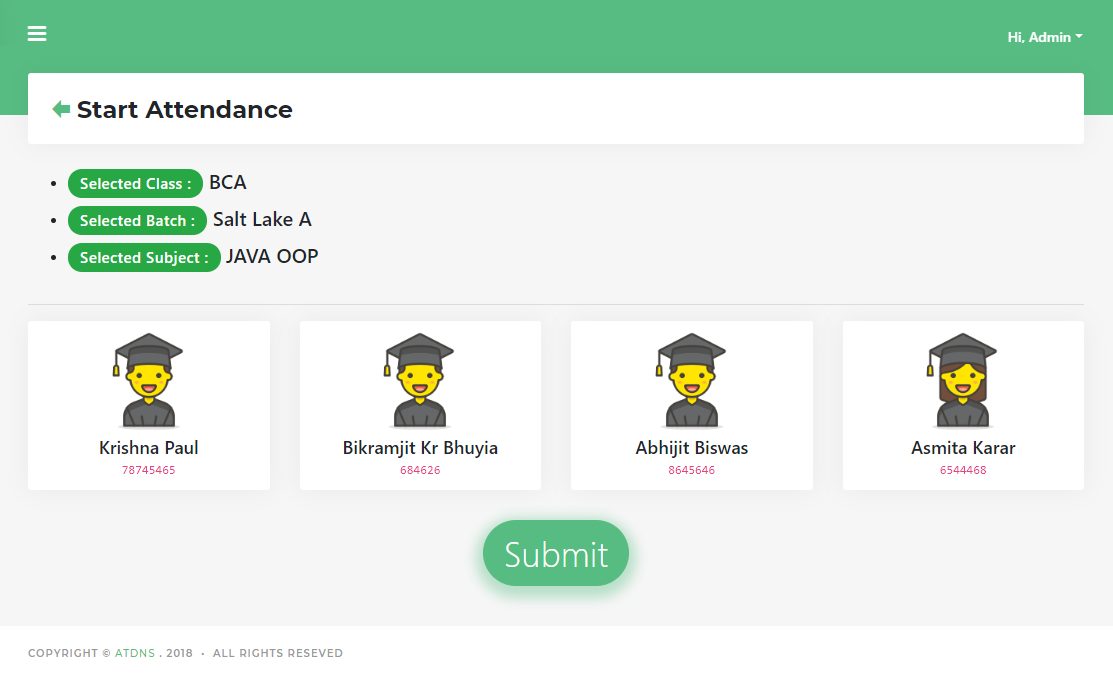 Hi, Admin
Start Attendance
Selected Class : BCA
Selected Batch : Salt Lake A
Selected Subject : JAVA OOP
Krishna Paul
78745465
Bikramjit Kr Bhuyia
684626
Abhijit Biswas
8645646
Asmita Karar
6544468
Submit
COPYRIGHT © ATDNS . 2018 • ALL RIGHTS RESEVED